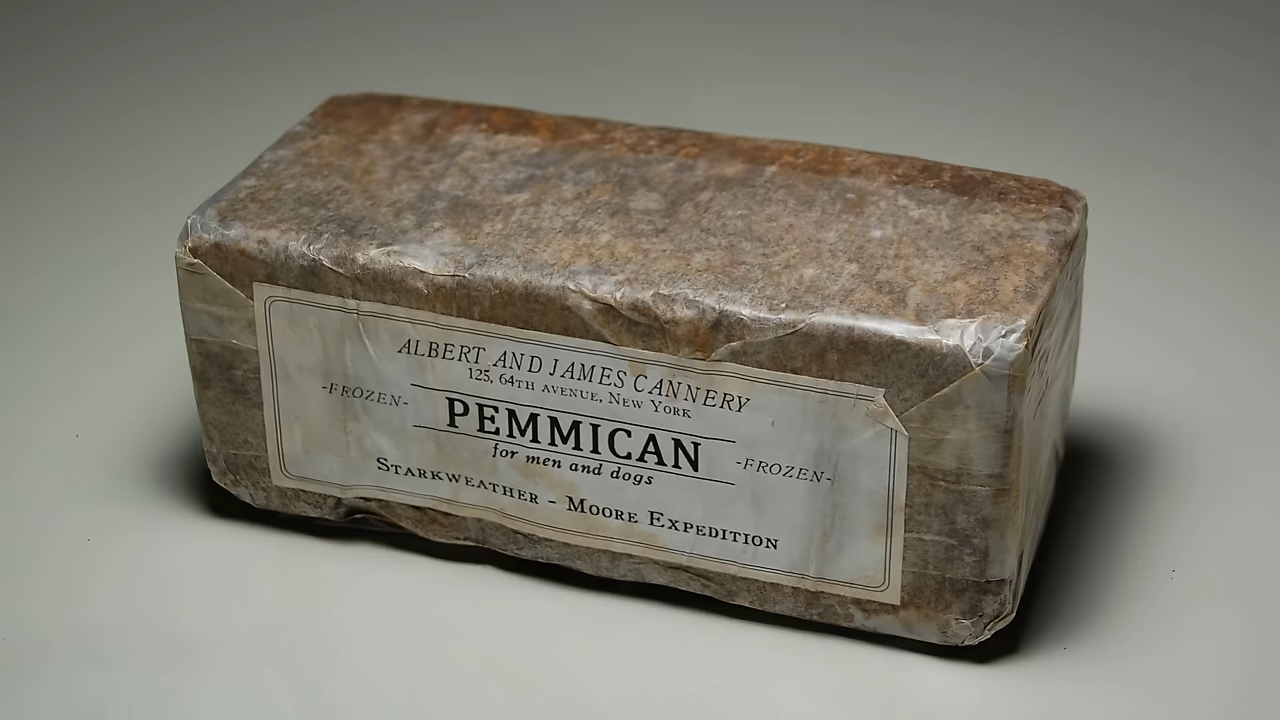 ALBERT AND JAMES CANNERY
125, 64TH AVENUE, NEW YORK
-FROZEN-
PEMMICAN
-FROZEN-
for men and dogs
STARKWEATHER - MOORE EXPEDITION